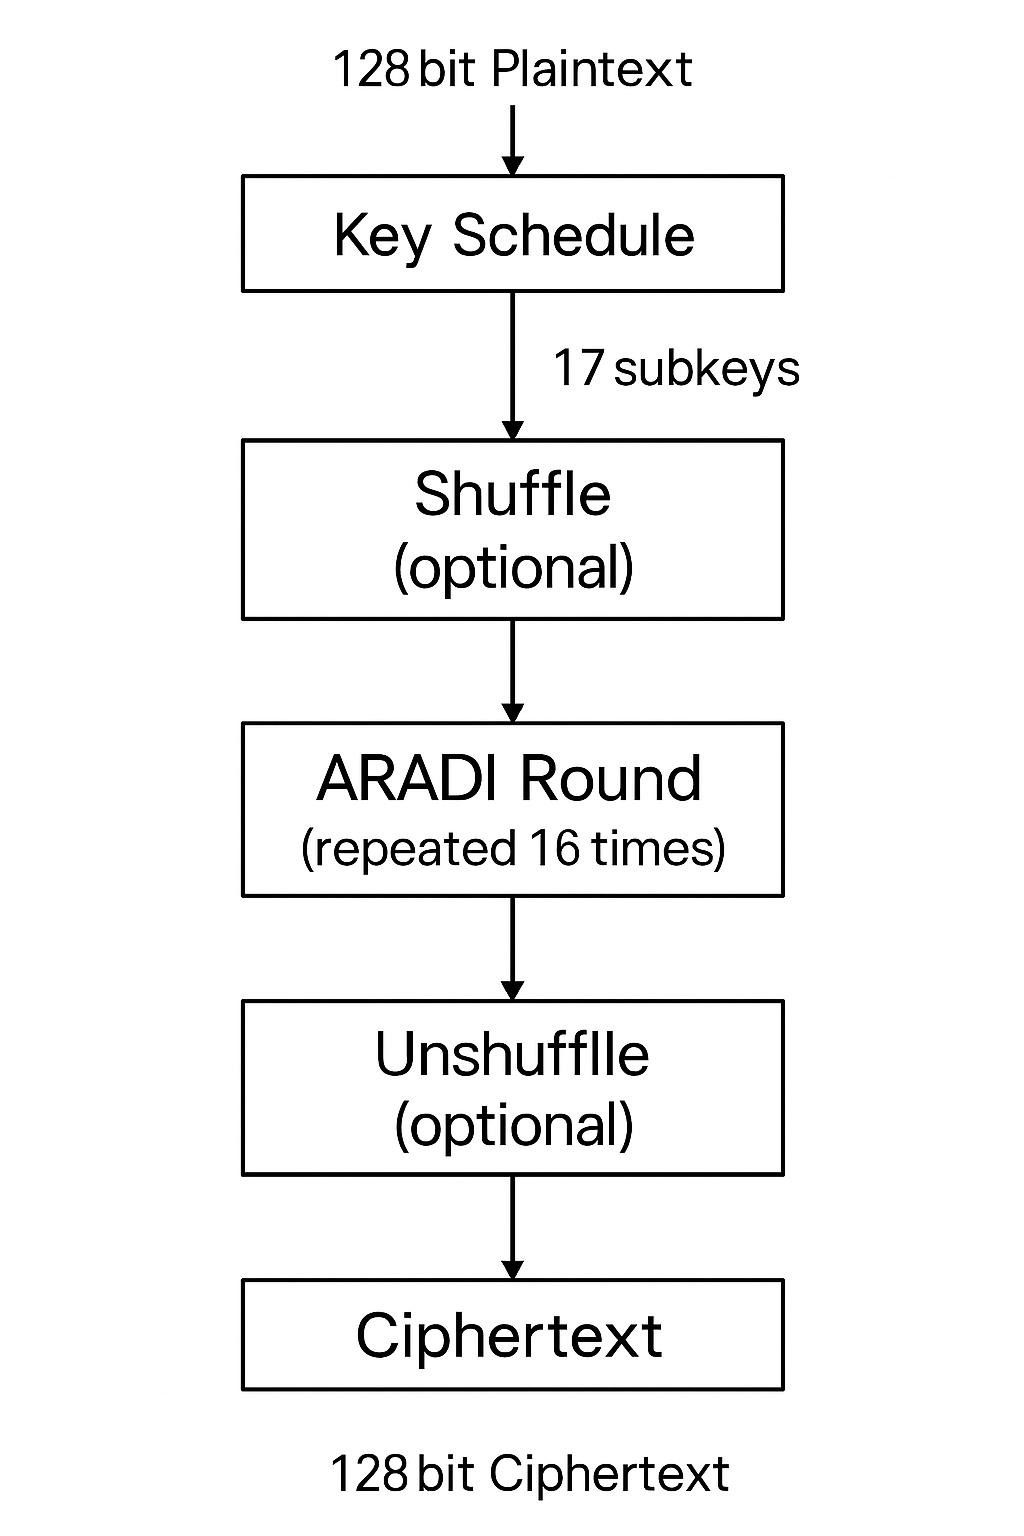 128 bit Plaintext
Key Schedule
17 subkeys
Shuffle
(optional)
ARADI Round
(repeated 16 times)
Unshufflle
(optional)
Ciphertext
128 bit Ciphertext